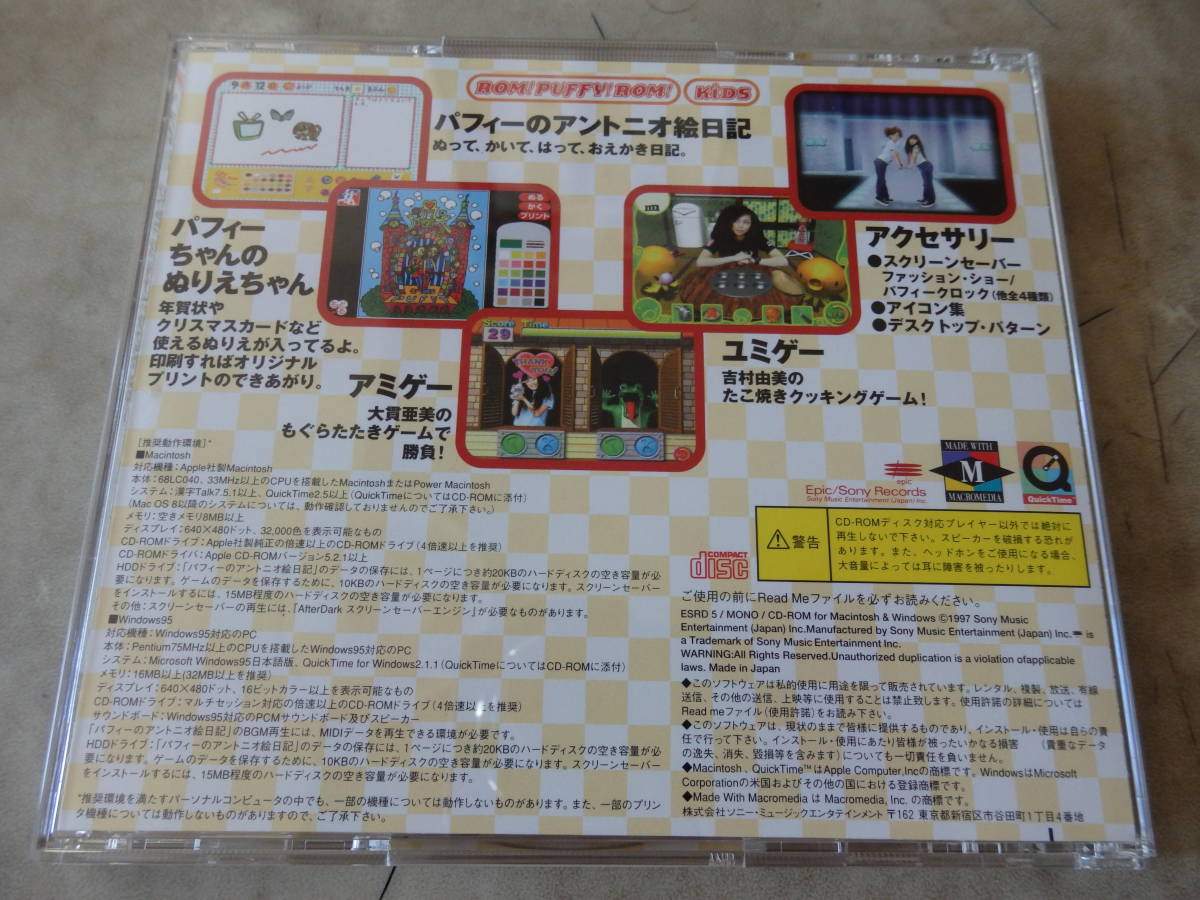 ROM! PUFFY! ROM! KiDS
パフィーのアントニオ絵日記
ぬって、かいて、はって、おえかき日記。
パフィー
ちゃんの
ぬりえちゃん
年賀状や
クリスマスカードなど
使えるぬりえが入ってるよ。
印刷すればオリジナル
プリントのできあがり。
ぬる
かく
プリント
アクセサリー
●スクリーンセーバー
ファッション・ショー/
パフィークロック(他全4種類)
●アイコン集
●デスクトップ・パターン
Score Time
29
THANK YOU!
ユミゲー
吉村由美の
たこ焼きクッキングゲーム!
アミゲー
大貫亜美の
もぐらたたきゲームで
勝負!
[推奨動作環境]*
■Macintosh
対応機種:Apple社製Macintosh
本体:68LC040、33MHz以上のCPUを搭載したMacintoshまたはPower Macintosh
システム:漢字Talk7.5.1以上、QuickTime2.5以上(QuickTimeについてはCD-ROMに添付)
(Mac OS 8以降のシステムについては、動作確認しておりませんのでご了承下さい。)
メモリ:空きメモリ8MB以上
ディスプレイ:640×480ドット、32,000色を表示可能なもの
CD-ROMドライブ:Apple社製純正の倍速以上のCD-ROMドライブ(4倍速以上を推奨)
CD-ROMドライバ:Apple CD-ROMバージョン5.2.1以上
HDDドライブ:「パフィーのアントニオ絵日記」のデータの保存には、1ページにつき約20KBのハードディスクの空き容量が必
要になります。ゲームのデータを保存するために、10KBのハードディスクの空き容量が必要になります。スクリーンセーバー
をインストールするには、15MB程度のハードディスクの空き容量が必要になります。
その他:スクリーンセーバーの再生には、「AfterDark スクリーンセーバーエンジン」が必要なものがあります。
■Windows95
対応機種:Windows95対応のPC
本体:Pentium75MHz以上のCPUを搭載したWindows95対応のPC
システム:Microsoft Windows95日本語版、QuickTime for Windows2.1.1(QuickTimeについてはCD-ROMに添付)
メモリ:16MB以上(32MB以上を推奨)
ディスプレイ:640×480ドット、16ビットカラー以上を表示可能なもの
CD-ROMドライブ:マルチセッション対応の倍速以上のCD-ROMドライブ(4倍速以上を推奨)
サウンドボード:Windows95対応のPCMサウンドボード及びスピーカー
「パフィーのアントニオ絵日記」のBGM再生には、MIDIデータを再生できる環境が必要です。
HDDドライブ:「パフィーのアントニオ絵日記」のデータの保存には、1ページにつき約20KBのハードディスクの空き容量が必
要になります。ゲームのデータを保存するために、10KBのハードディスクの空き容量が必要になります。スクリーンセーバー
をインストールするには、15MB程度のハードディスクの空き容量が必要になります。
*推奨環境を満たすパーソナルコンピュータの中でも、一部の機種については動作しないものがあります。また、一部のプリン
タ機種については動作しないものがありますので、ご了承下さい。
epic
Epic/Sony Records
Sony Music Entertainment (Japan) Inc.
MADE WITH
M
MACROMEDIA
QuickTime™
COMPACT
disc
警告
CD-ROMディスク対応プレイヤー以外では絶対に
再生しないで下さい。スピーカーを破損する恐れが
あります。また、ヘッドホンをご使用になる場合、
大音量によっては耳に障害を被ったりします。
ご使用の前にRead Meファイルを必ずお読みください。
ESRD 5 / MONO / CD-ROM for Macintosh & Windows ©1997 Sony Music
Entertainment (Japan) Inc.Manufactured by Sony Music Entertainment (Japan) Inc. is
a Trademark of Sony Music Entertainment Inc.
WARNING:All Rights Reserved.Unauthorized duplication is a violation ofapplicable
laws. Made in Japan
◆このソフトウェアは私的使用に用途を限って販売されています。レンタル、複製、放送、有線
送信、その他の送信、上映等に使用することは禁止致します。使用許諾の詳細については
Read meファイル(使用許諾)をお読み下さい。
◆このソフトウェアは、現状のままで皆様に提供するものであり、インストール・使用は自らの責
任で行って下さい。インストール・使用にあたり皆様が被ったいかなる損害 (貴重なデータ
の逸失、消失、毀損等を含みます)についても一切責任を負いません。
◆Macintosh、QuickTime™はApple Computer,Incの商標です。WindowsはMicrosoft
Corporationの米国およびその他の国における登録商標です。
◆Made With Macromedia は Macromedia, Inc. の商標です。
株式会社ソニー・ミュージックエンタテインメント 〒162 東京都新宿区市谷田町1丁目4番地